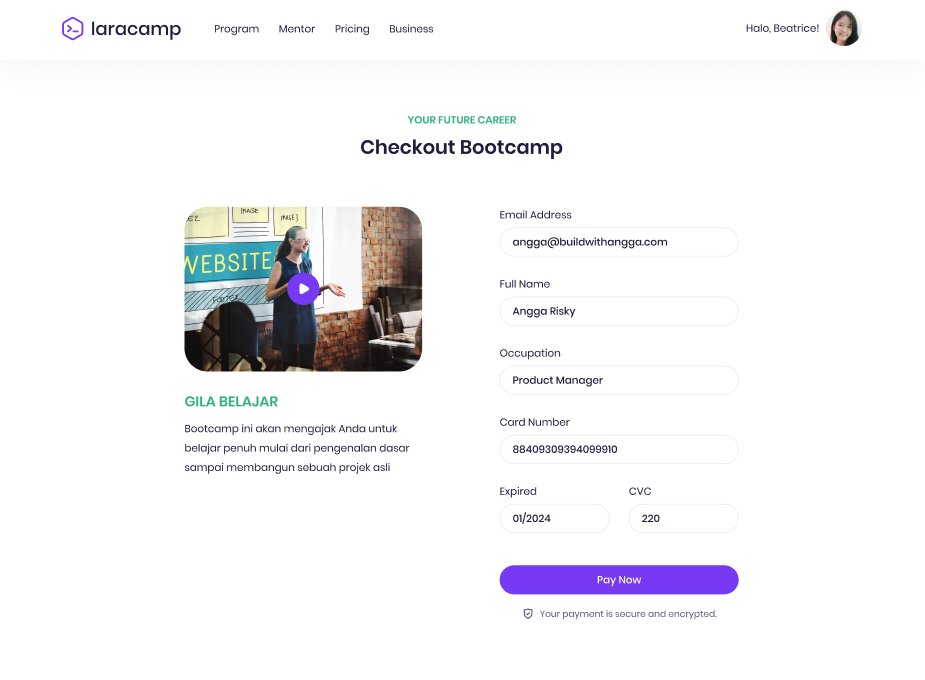 laracamp
Program
Mentor
Pricing
Business
Halo, Beatrice!
YOUR FUTURE CAREER
Checkout Bootcamp
IMAGE
IMAGE 3
WEBSITE
GILA BELAJAR
Bootcamp ini akan mengajak Anda untuk
belajar penuh mulai dari pengenalan dasar
sampai membangun sebuah projek asli
Email Address
angga@buildwithangga.com
Full Name
Angga Risky
Occupation
Product Manager
Card Number
88409309394099910
Expired
CVC
01/2024
220
Pay Now
Your payment is secure and encrypted.